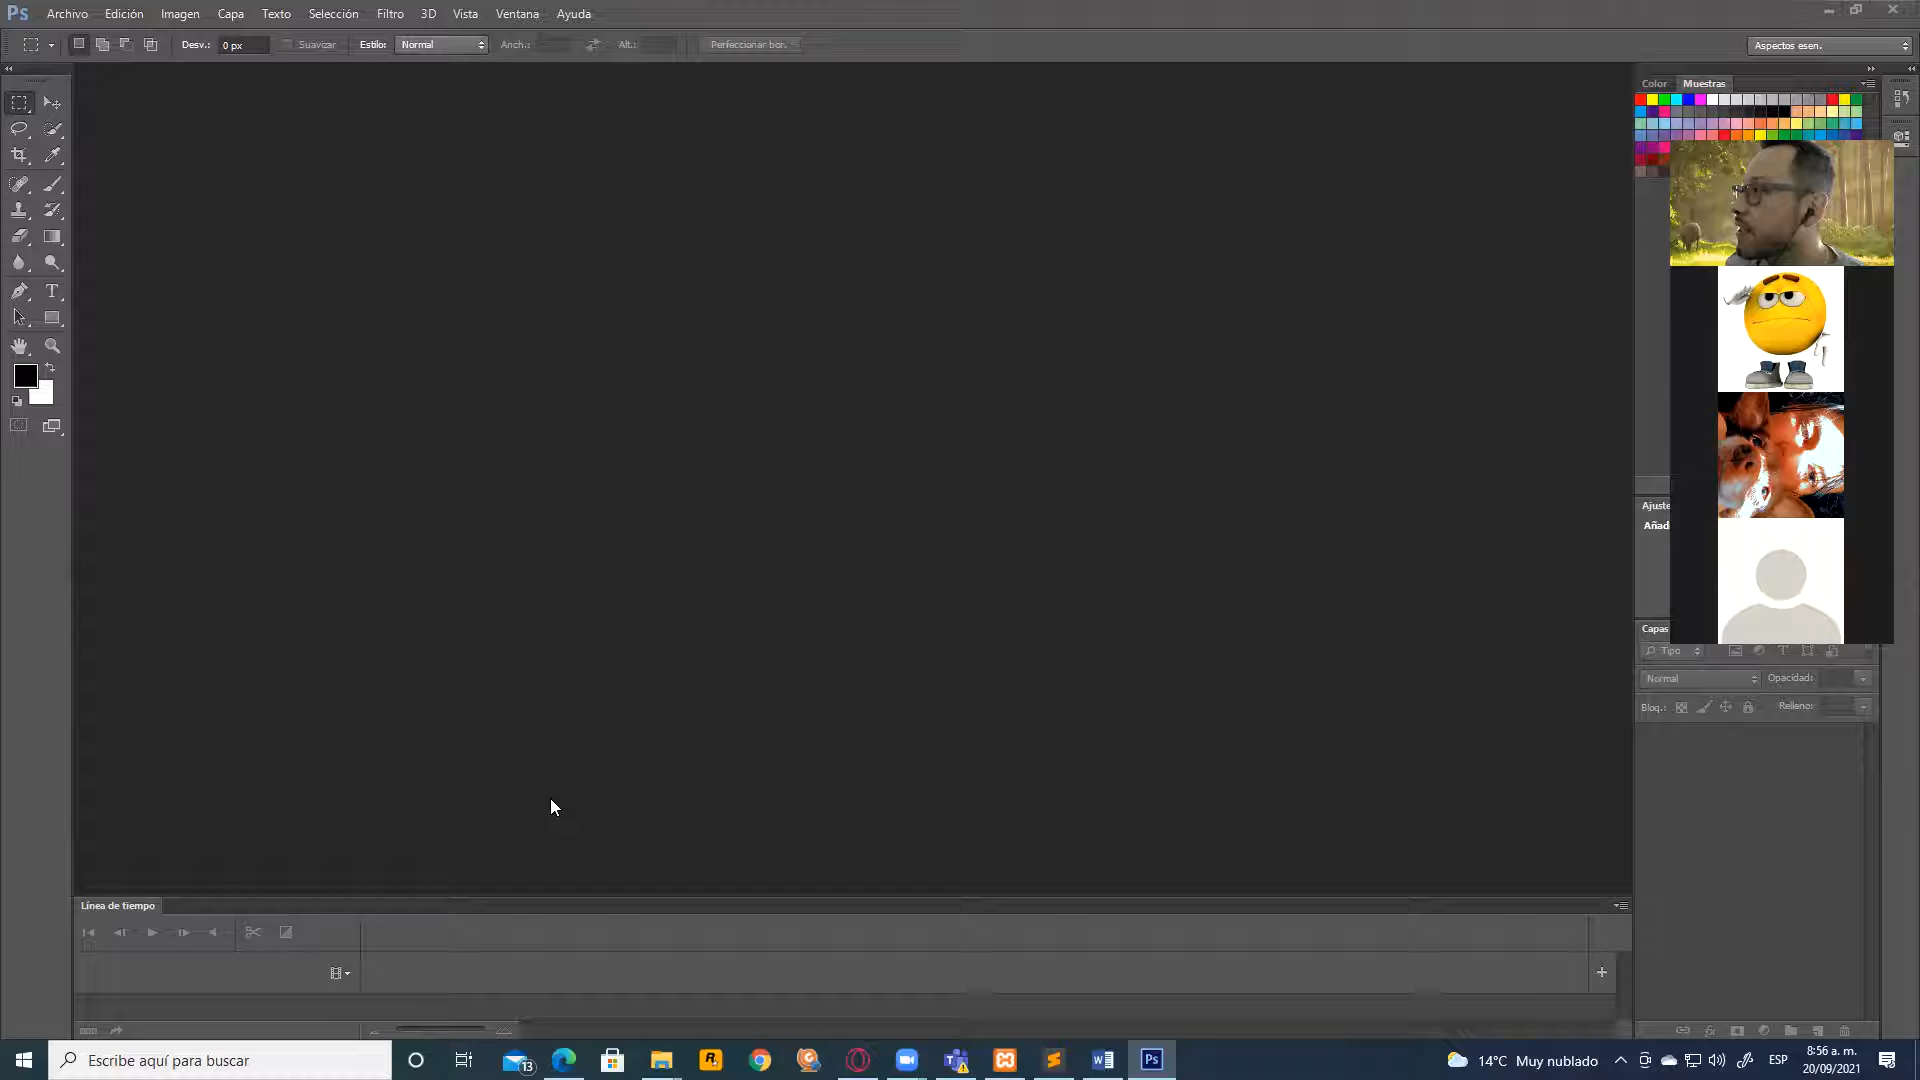 Ps Archivo Edición Imagen Capa Texto Selección Filtro 3D Vista Ventana Ayuda
Desv.: 0 px Suavizar Estilo: Normal Anch.: Alt.: Perfeccionar bor. Aspectos esen.
Color Muestras
Ajuste
Añad
Capas
Tipo
Normal Opacidad:
Bloq.: Relleno:
Línea de tiempo
Escribe aquí para buscar 13 Ps 14°C Muy nublado ESP 8:56 a. m.
20/09/2021